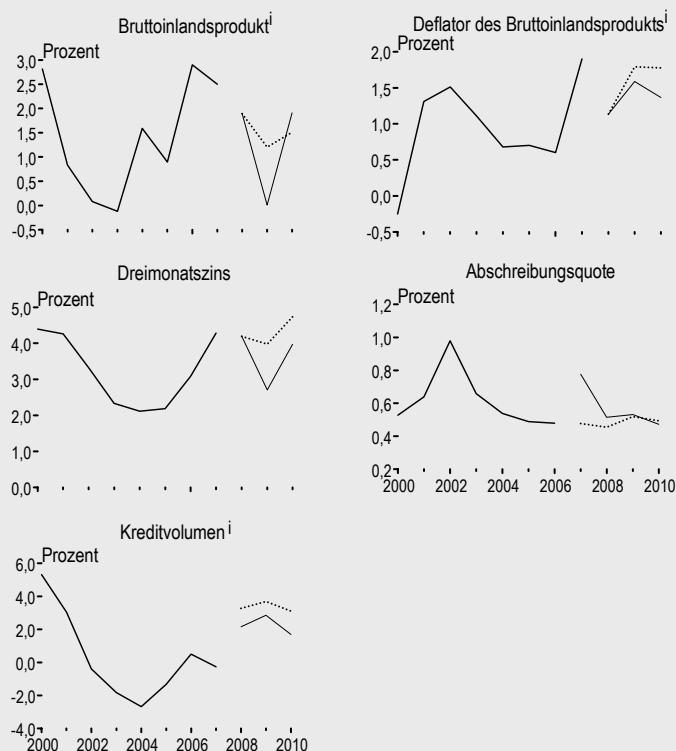 Bruttoinlandsprodukt i
Prozent
3,0
2,5
2,0
1,5
1,0
0,5
0,0
-0,5
Deflator des Bruttoinlandsprodukts i
Prozent
2,0
1,5
1,0
0,5
0,0
-0,5
Dreimonatszins
Prozent
5,0
4,0
3,0
2,0
1,0
0,0
Abschreibungsquote
Prozent
1,2
1,0
0,8
0,6
0,4
0,2
2000 2002 2004 2006 2008 2010
Kreditvolumen i
Prozent
6,0
4,0
2,0
0,0
-2,0
-4,0
2000 2002 2004 2006 2008 2010